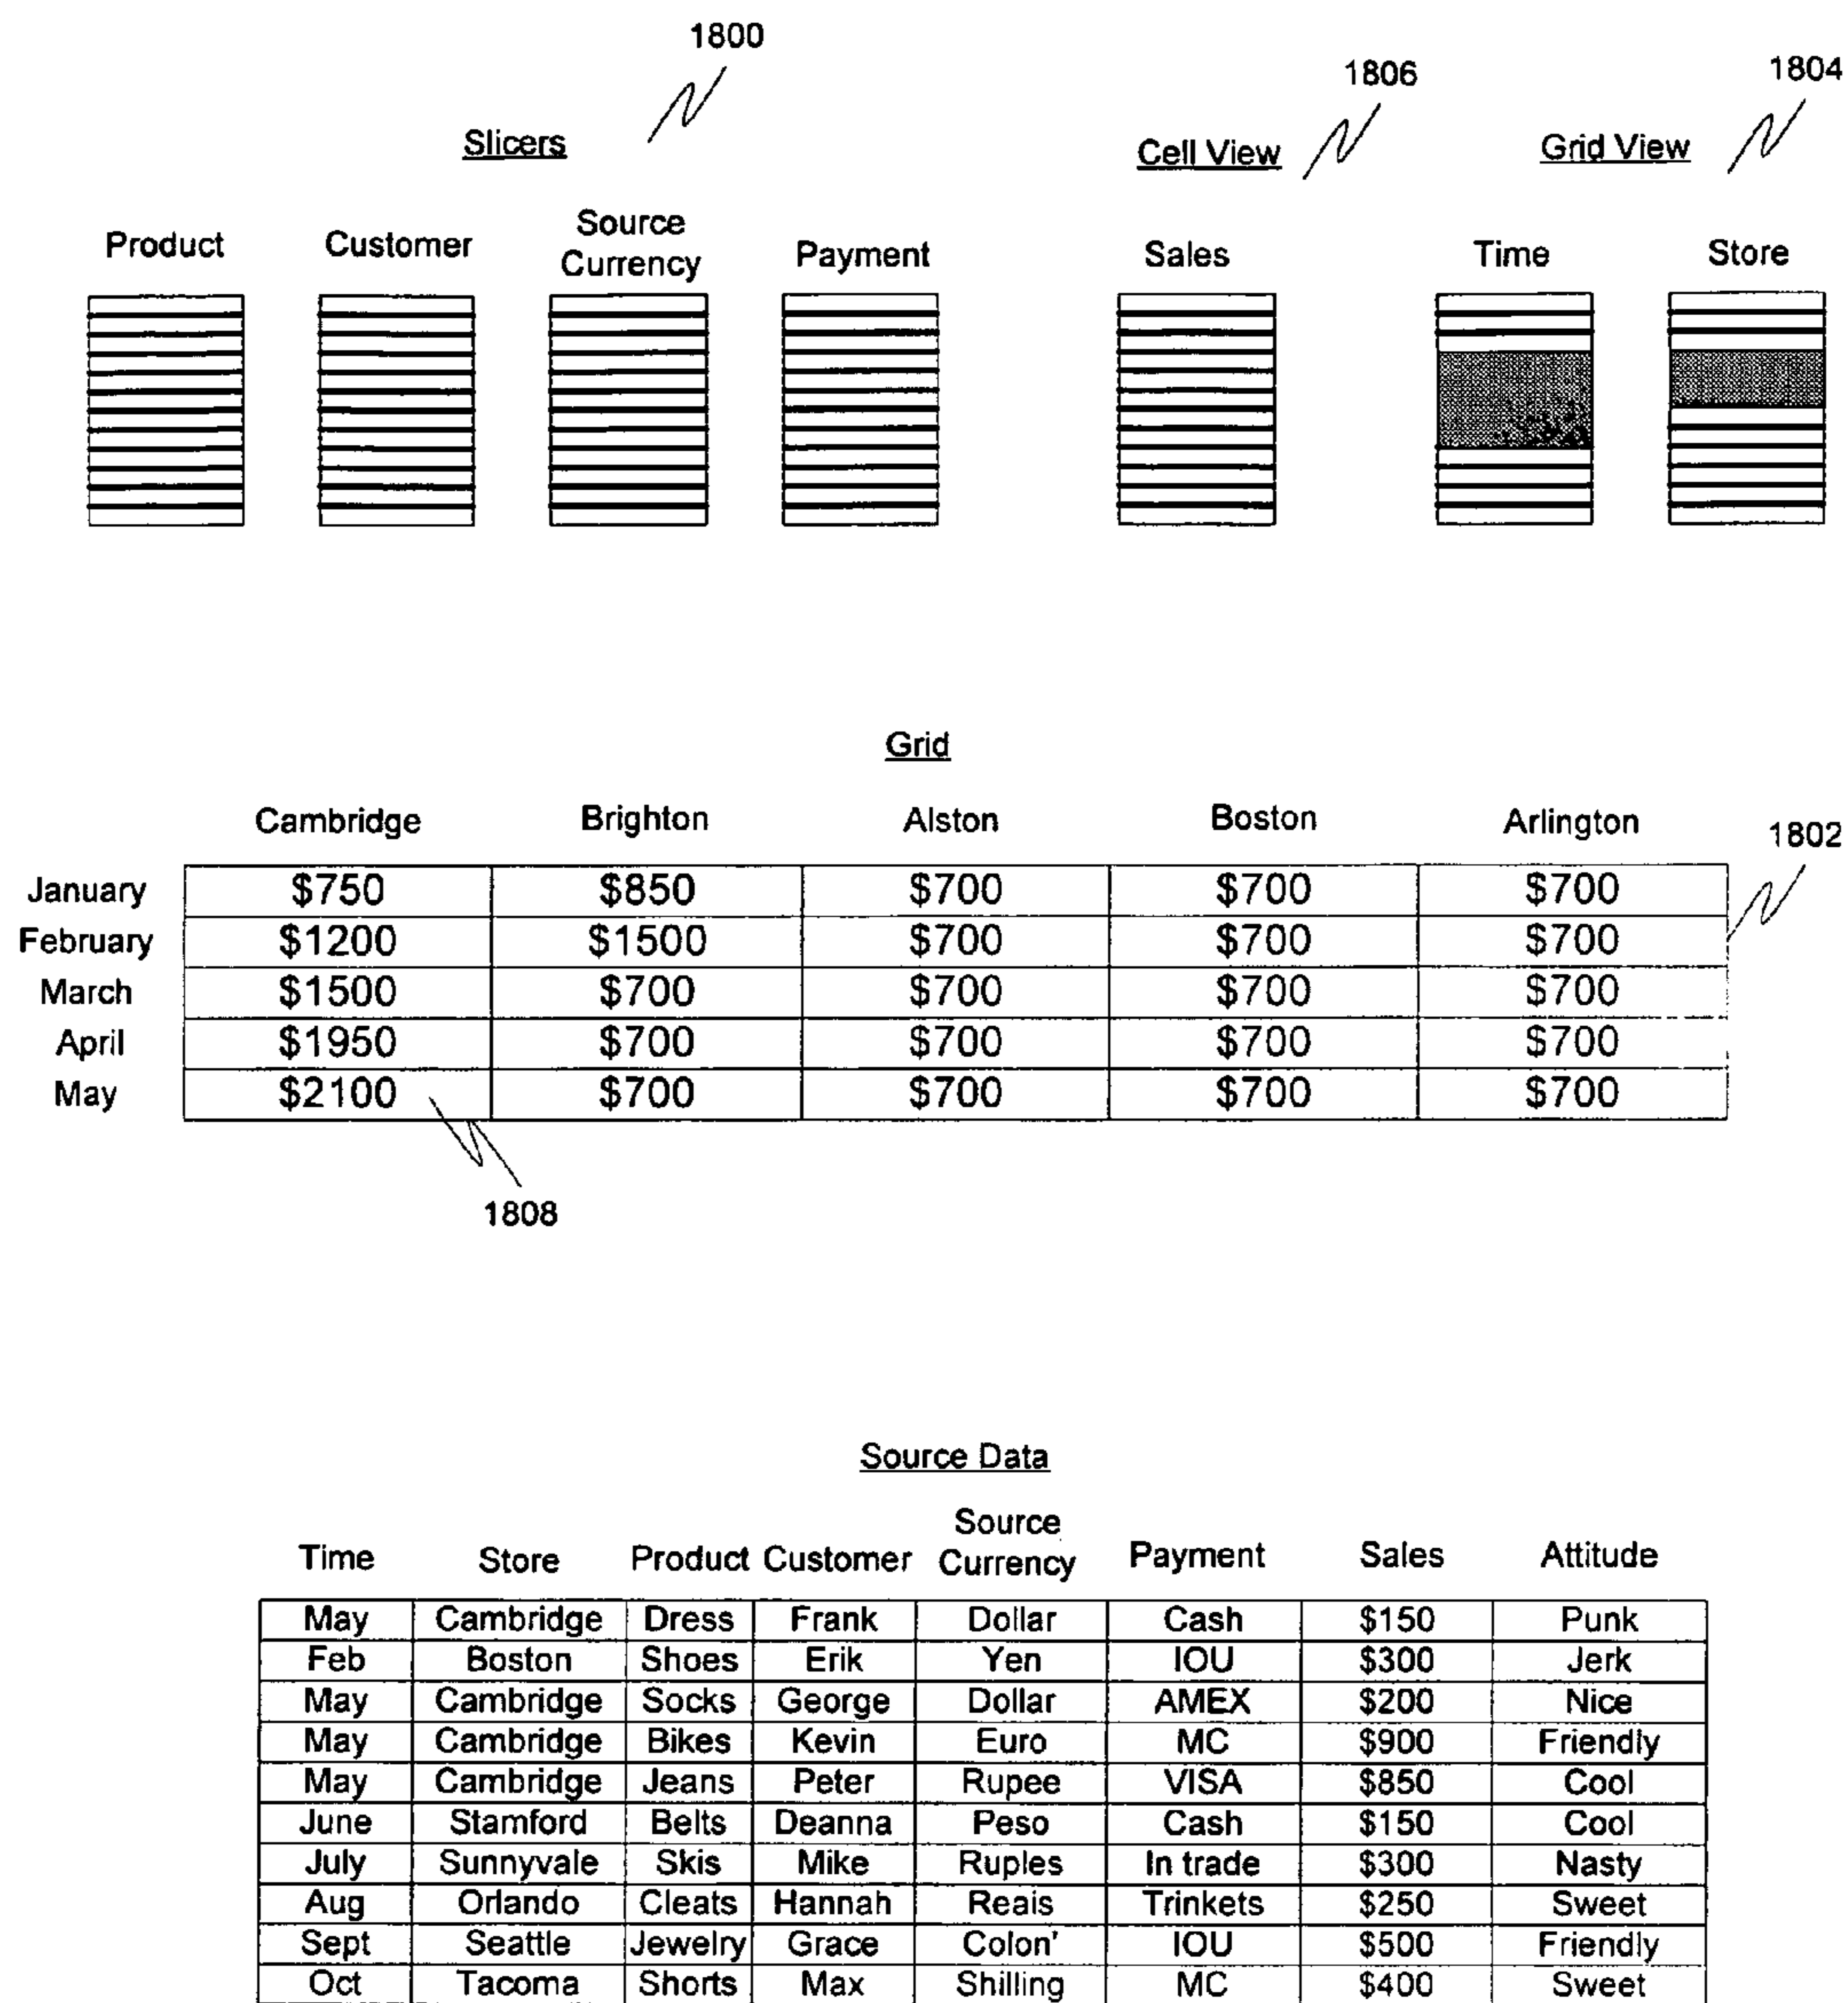 1800
1806
1804
Slicers
Cell View
Grid View
Product
Customer
Source
Currency
Payment
Sales
Time
Store
Grid
Cambridge Brighton Alston Boston Arlington
1802
January $750 $850 $700 $700 $700
February $1200 $1500 $700 $700 $700
March $1500 $700 $700 $700 $700
April $1950 $700 $700 $700 $700
May $2100 $700 $700 $700 $700
1808
Source Data
Time Store Product Customer Source Currency Payment Sales Attitude
May Cambridge Dress Frank Dollar Cash $150 Punk
Feb Boston Shoes Erik Yen IOU $300 Jerk
May Cambridge Socks George Dollar AMEX $200 Nice
May Cambridge Bikes Kevin Euro MC $900 Friendly
May Cambridge Jeans Peter Rupee VISA $850 Cool
June Stamford Belts Deanna Peso Cash $150 Cool
July Sunnyvale Skis Mike Ruples In trade $300 Nasty
Aug Orlando Cleats Hannah Reais Trinkets $250 Sweet
Sept Seattle Jewelry Grace Colon' IOU $500 Friendly
Oct Tacoma Shorts Max Shilling MC $400 Sweet